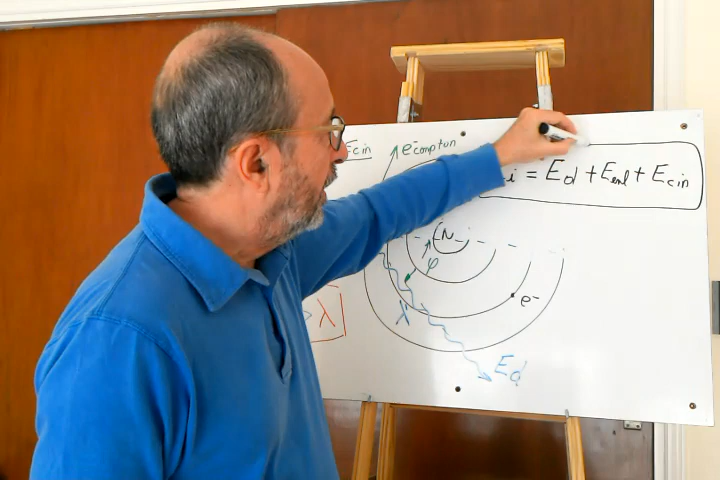 Ecin
e⁻compton
i = Ed + Eenl + Ecin
N
φ
e⁻
λ
λ
Ed